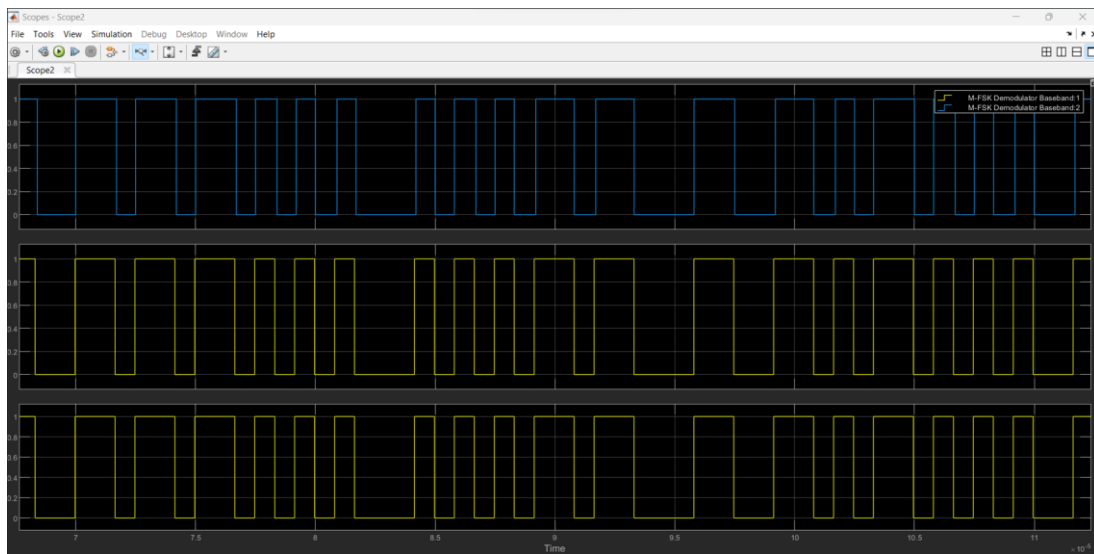 Scopes - Scope2
File Tools View Simulation Debug Desktop Window Help
Scope2
M-FSK Demodulator Baseband:1
M-FSK Demodulator Baseband:2
1
0.8
0.6
0.4
0.2
0
1
0.8
0.6
0.4
0.2
0
1
0.8
0.6
0.4
0.2
0
7 7.5 8 8.5 9 9.5 10 10.5 11
Time